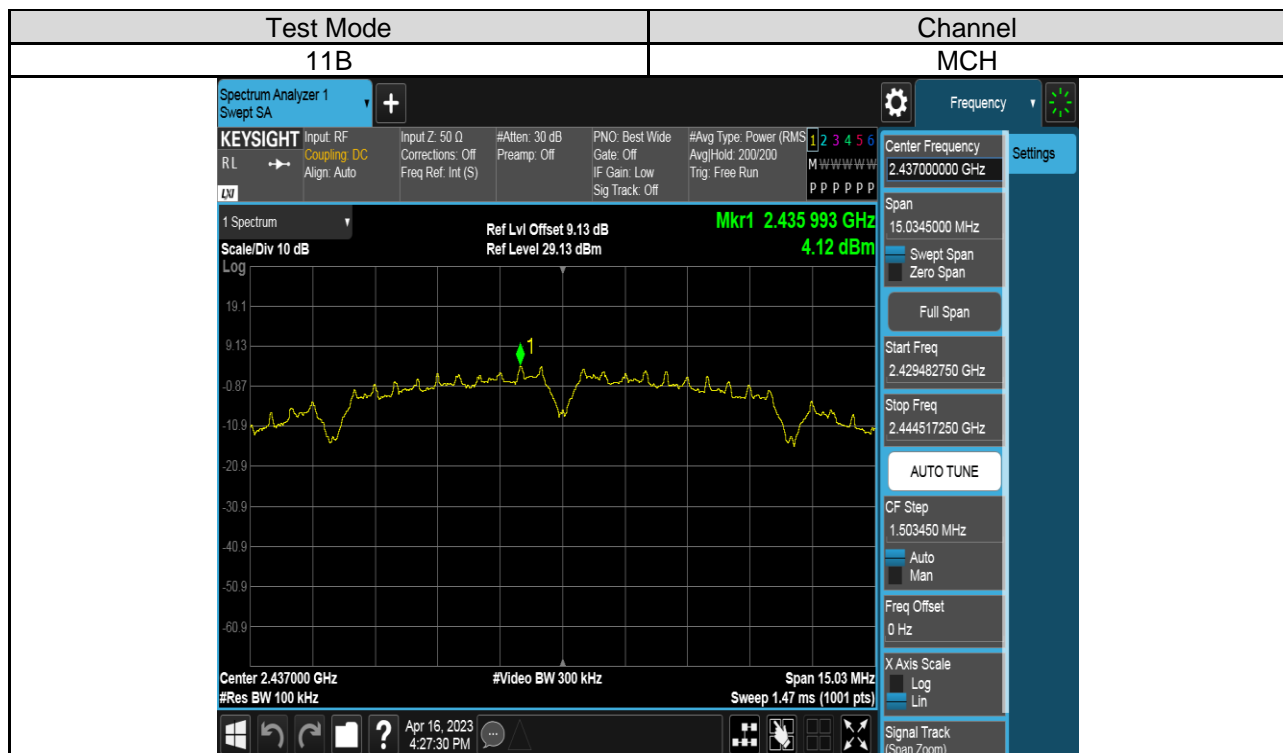 Test Mode Channel
11B MCH
Spectrum Analyzer 1
Swept SA
Frequency
KEYSIGHT
R L
LXI
Input: RF
Coupling: DC
Align: Auto
Input Z: 50 Ω
Corrections: Off
Freq Ref: Int (S)
#Atten: 30 dB
Preamp: Off
PNO: Best Wide
Gate: Off
IF Gain: Low
Sig Track: Off
#Avg Type: Power (RMS
Avg|Hold: 200/200
Trig: Free Run
1 2 3 4 5 6
M W W W W W
P P P P P P
1 Spectrum
Scale/Div 10 dB
Log
Ref Lvl Offset 9.13 dB
Ref Level 29.13 dBm
Mkr1 2.435 993 GHz
4.12 dBm
19.1
9.13
-0.87
-10.9
-20.9
-30.9
-40.9
-50.9
-60.9
1
Center 2.437000 GHz
#Res BW 100 kHz
#Video BW 300 kHz
Span 15.03 MHz
Sweep 1.47 ms (1001 pts)
Center Frequency
2.437000000 GHz
Settings
Span
15.0345000 MHz
Swept Span
Zero Span
Full Span
Start Freq
2.429482750 GHz
Stop Freq
2.444517250 GHz
AUTO TUNE
CF Step
1.503450 MHz
Auto
Man
Freq Offset
0 Hz
X Axis Scale
Log
Lin
Signal Track
(Span Zoom)
?
Apr 16, 2023
4:27:30 PM